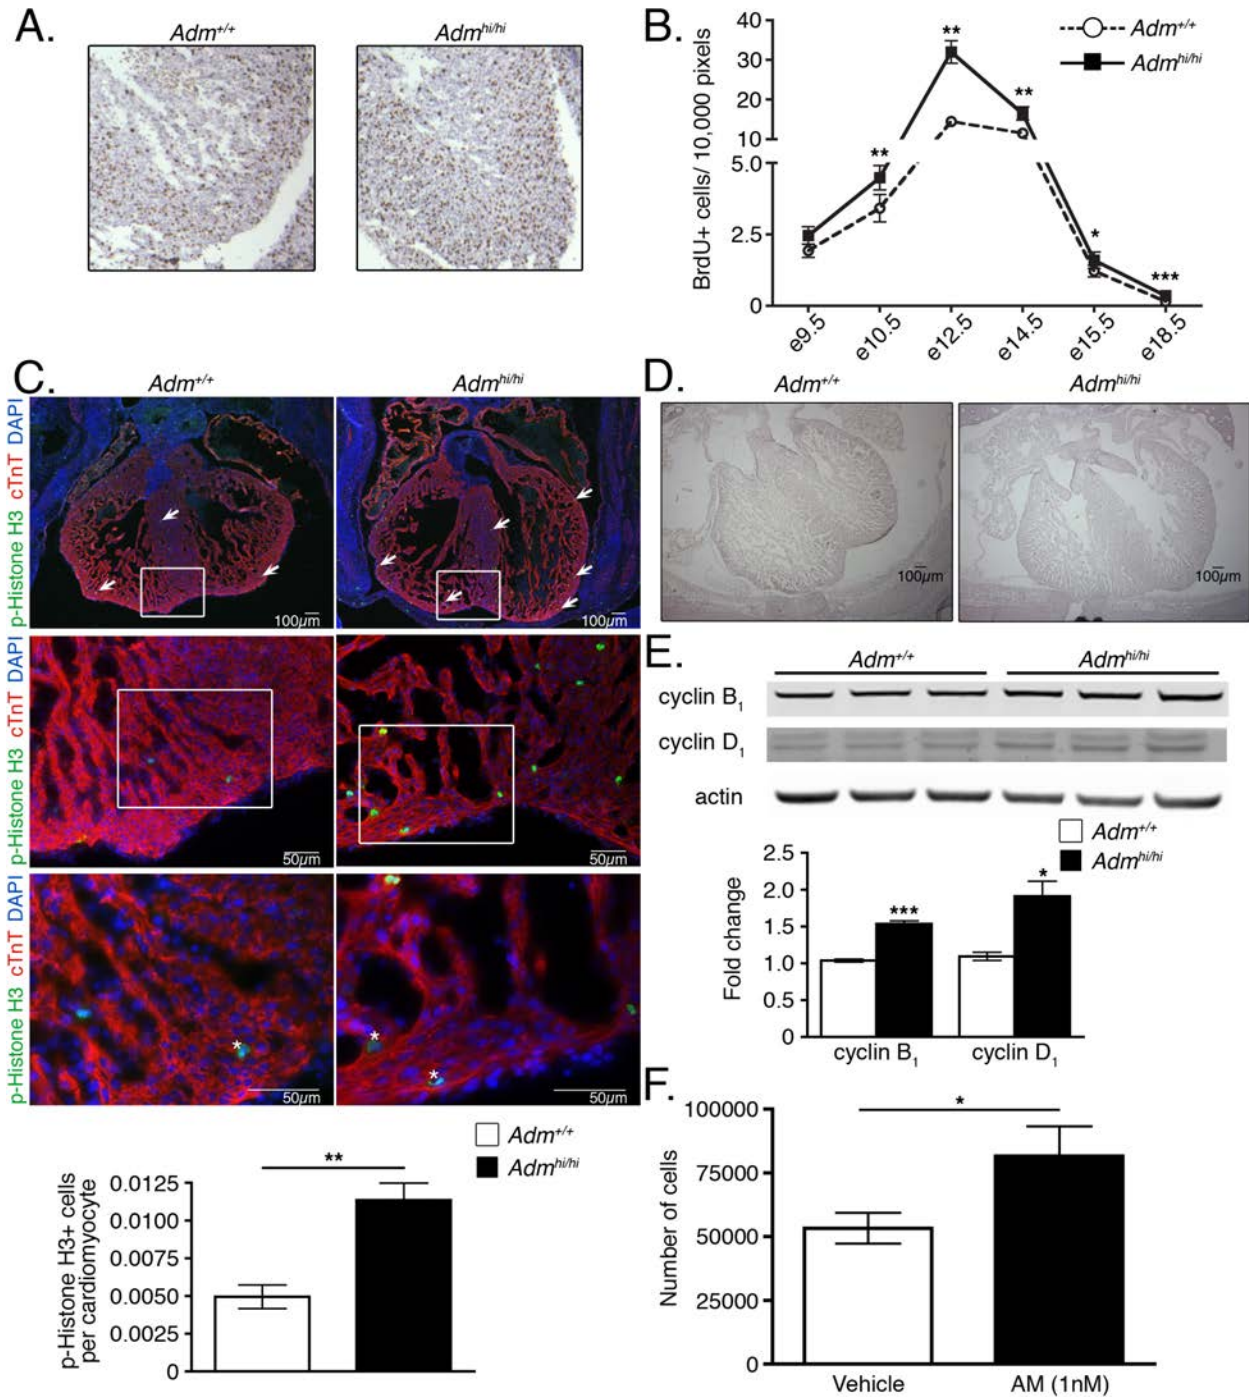 A.
Adm+/+
Admhi/hi
B.
BrdU+ cells/ 10,000 pixels
40
30
20
10
5.0
2.5
0
**
**
**
*
***
e9.5
e10.5
e12.5
e14.5
e15.5
e18.5
Adm+/+
Admhi/hi
C.
Adm+/+
Admhi/hi
p-Histone H3 cTnT DAPI
100µm
100µm
p-Histone H3 cTnT DAPI
50µm
50µm
p-Histone H3 cTnT DAPI
*
*
*
50µm
50µm
Adm+/+
Admhi/hi
p-Histone H3+ cells
per cardiomyocyte
0.0125
0.0100
0.0075
0.0050
0.0025
0
**
D.
Adm+/+
Admhi/hi
100µm
100µm
E.
Adm+/+
Admhi/hi
cyclin B1
cyclin D1
actin
Adm+/+
Admhi/hi
Fold change
2.5
2.0
1.5
1.0
0.5
0
***
*
cyclin B1
cyclin D1
F.
Number of cells
100000
75000
50000
25000
0
*
Vehicle
AM (1nM)